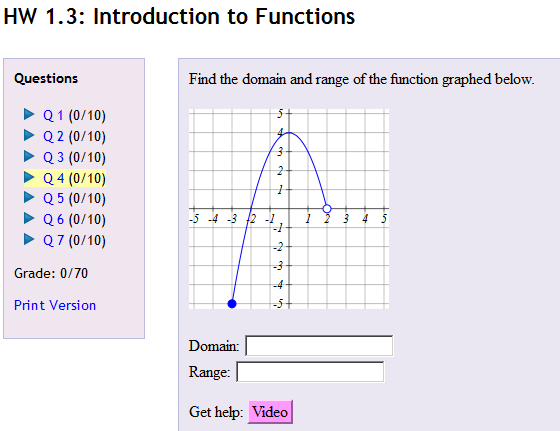 HW 1.3: Introduction to Functions
Questions
Q 1 (0/10)
Q 2 (0/10)
Q 3 (0/10)
Q 4 (0/10)
Q 5 (0/10)
Q 6 (0/10)
Q 7 (0/10)
Grade: 0/70
Print Version
Find the domain and range of the function graphed below.
5
4
3
2
1
-5 -4 -3 -2 -1 1 2 3 4 5
-1
-2
-3
-4
-5
Domain:
Range:
Get help: Video